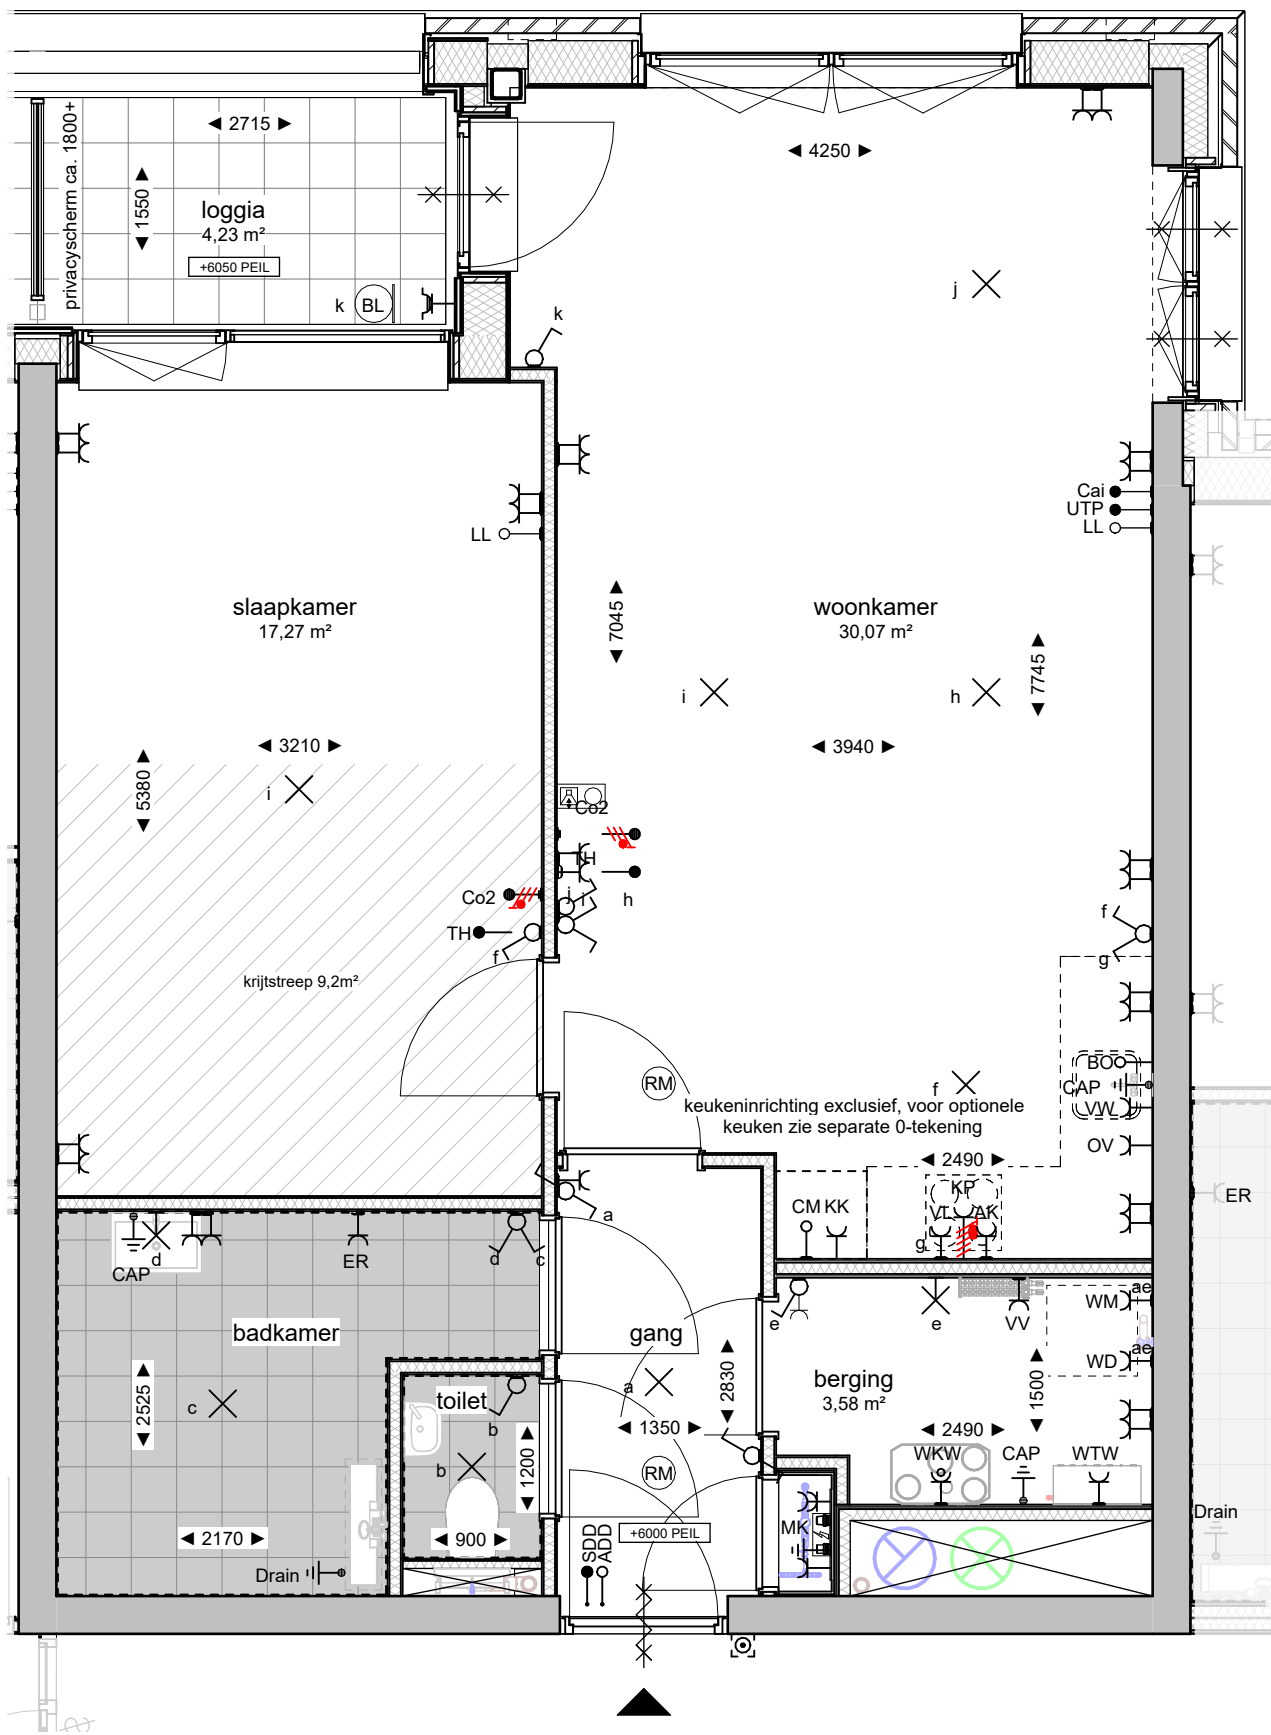 privacyscherm ca. 1800+
2715
1550
loggia
4,23 m²
+6050 PEIL
k
BL
4250
k
j
Cai
UTP
LL
LL
slaapkamer
17,27 m²
7045
woonkamer
30,07 m²
7745
i
h
3210
3940
5380
i
Co2
TH
j
i
h
Co2
TH
f
f
g
krijtstreep 9,2m²
RM
f
BO
CAP
VW
OV
keukeninrichting exclusief, voor optionele
keuken zie separate 0-tekening
2490
KP
CM
KK
VL
AK
g
a
ER
d
CAP
ER
d
c
badkamer
gang
e
e
VV
WM
ae
WD
ae
2525
c
toilet
b
b
a
2830
1350
berging
3,58 m²
1500
2490
WKW
CAP
WTW
1200
RM
2170
900
+6000 PEIL
SDD
ADD
MK
Drain
Drain